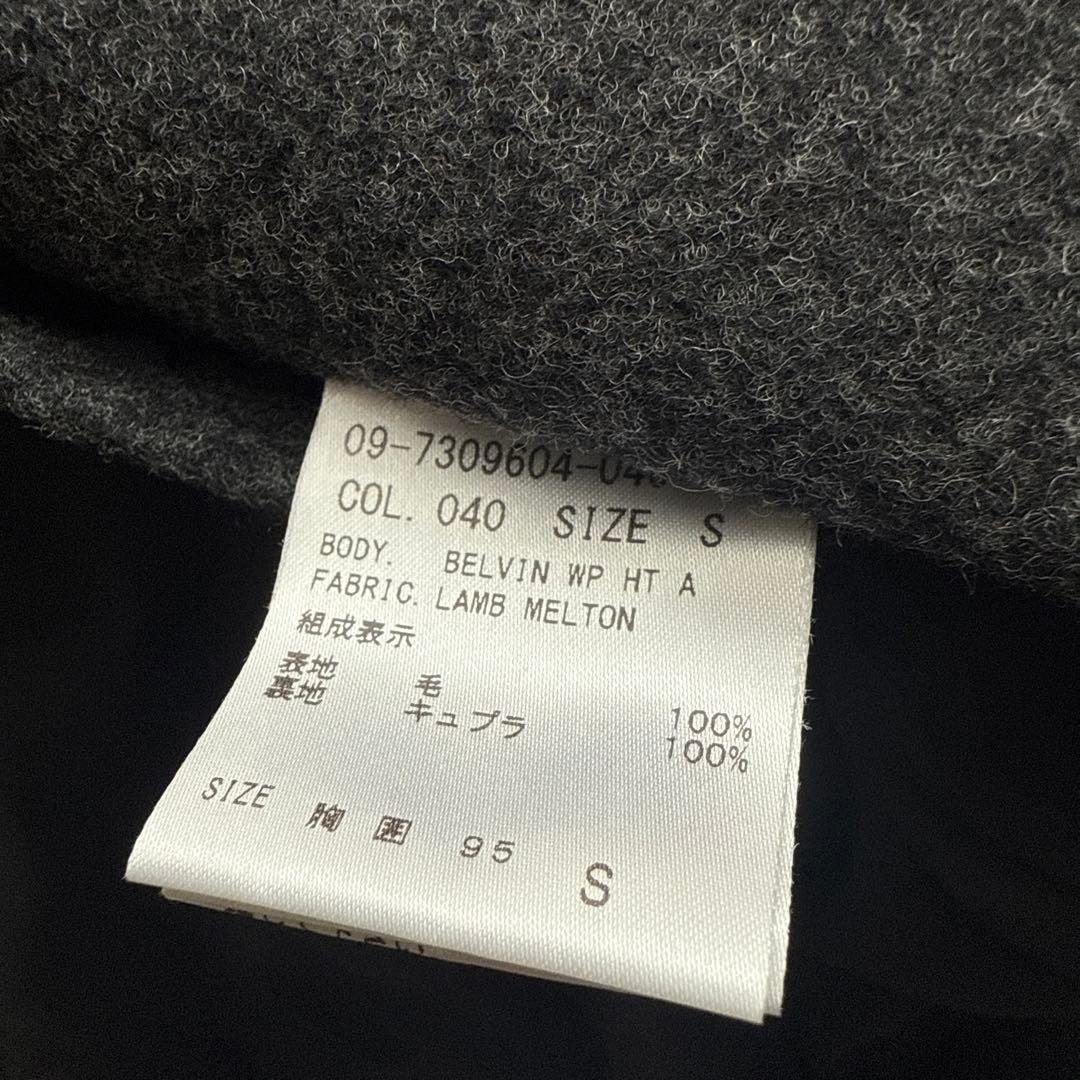 09-7309604-04
COL. 040 SIZE S
BODY. BELVIN WP HT A
FABRIC. LAMB MELTON
組成表示
表地 毛 100%
裏地 キュプラ 100%
SIZE 胸囲 95 S